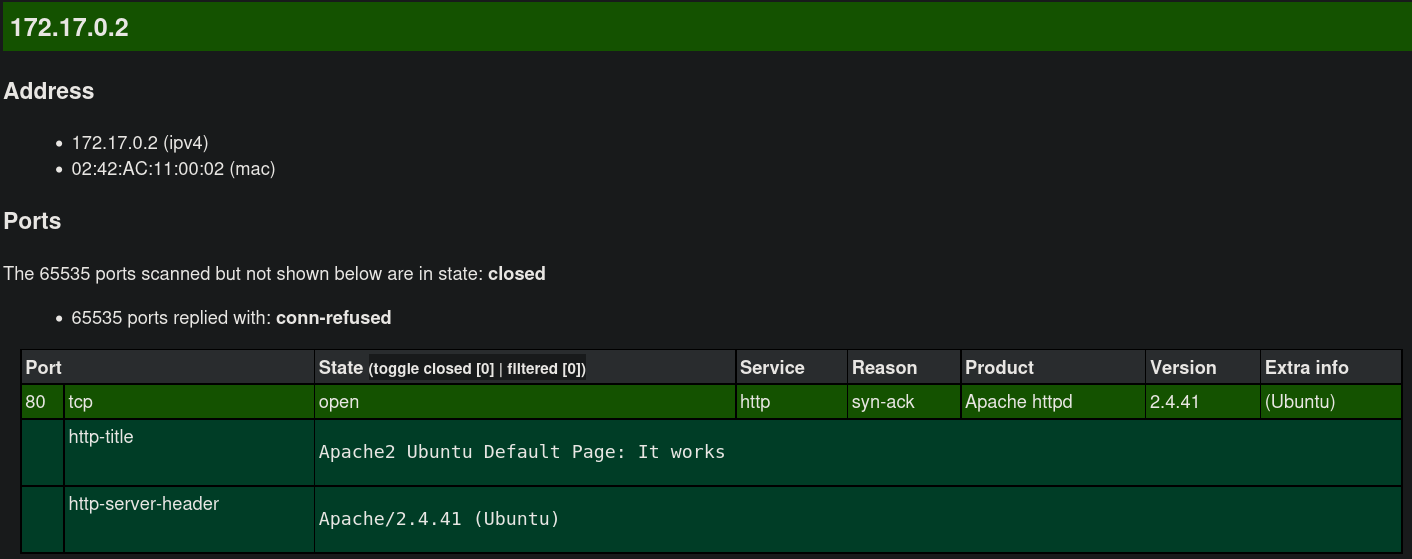 172.17.0.2
Address
172.17.0.2 (ipv4)
02:42:AC:11:00:02 (mac)
Ports
The 65535 ports scanned but not shown below are in state: closed
65535 ports replied with: conn-refused
Port State (toggle closed [0] | filtered [0]) Service Reason Product Version Extra info
80 tcp open http syn-ack Apache httpd 2.4.41 (Ubuntu)
http-title Apache2 Ubuntu Default Page: It works
http-server-header Apache/2.4.41 (Ubuntu)